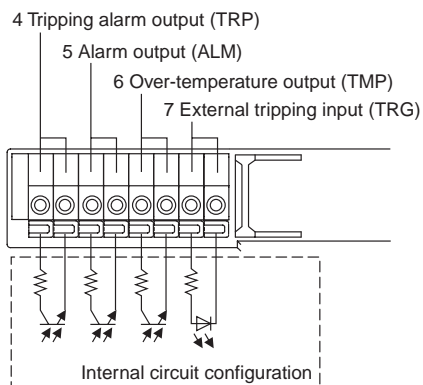 4 Tripping alarm output (TRP)
5 Alarm output (ALM)
6 Over-temperature output (TMP)
7 External tripping input (TRG)
Internal circuit configuration